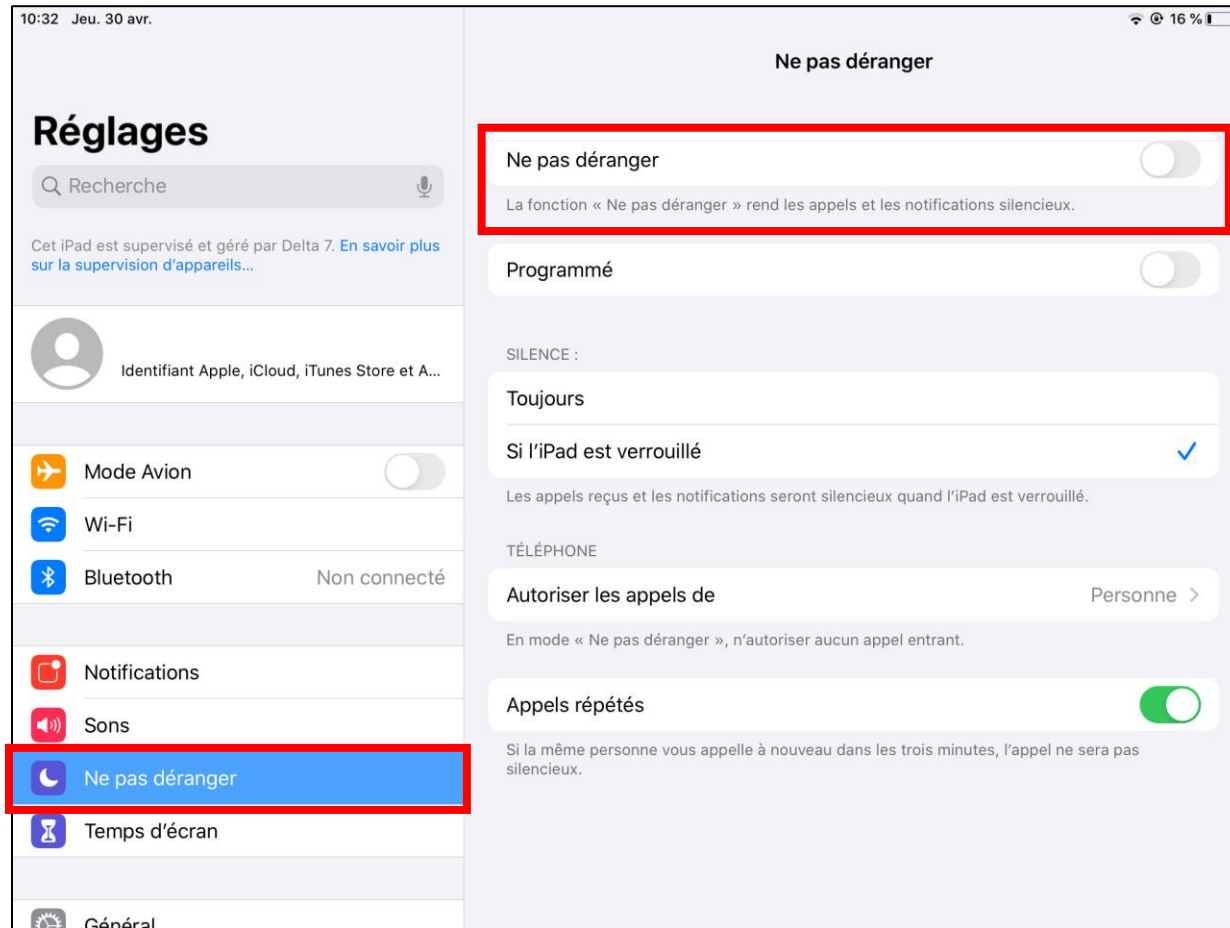 10:32 Jeu. 30 avr.
16 %
Réglages
Recherche
Cet iPad est supervisé et géré par Delta 7. En savoir plus
sur la supervision d'appareils...
Identifiant Apple, iCloud, iTunes Store et A...
Mode Avion
Wi-Fi
Bluetooth Non connecté
Notifications
Sons
Ne pas déranger
Temps d'écran
Général
Ne pas déranger
Ne pas déranger
La fonction « Ne pas déranger » rend les appels et les notifications silencieux.
Programmé
SILENCE :
Toujours
Si l'iPad est verrouillé
Les appels reçus et les notifications seront silencieux quand l'iPad est verrouillé.
TÉLÉPHONE
Autoriser les appels de Personne
En mode « Ne pas déranger », n'autoriser aucun appel entrant.
Appels répétés
Si la même personne vous appelle à nouveau dans les trois minutes, l'appel ne sera pas
silencieux.